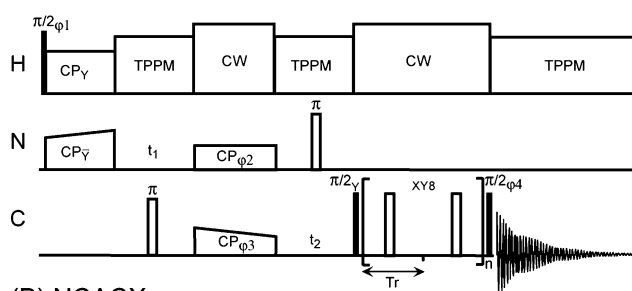 π/2φ1
H CPY TPPM CW TPPM CW TPPM
π
N CPȲ t1 CPφ2
π π/2Y XY8 π/2φ4
C CPφ3 t2
n
Tr